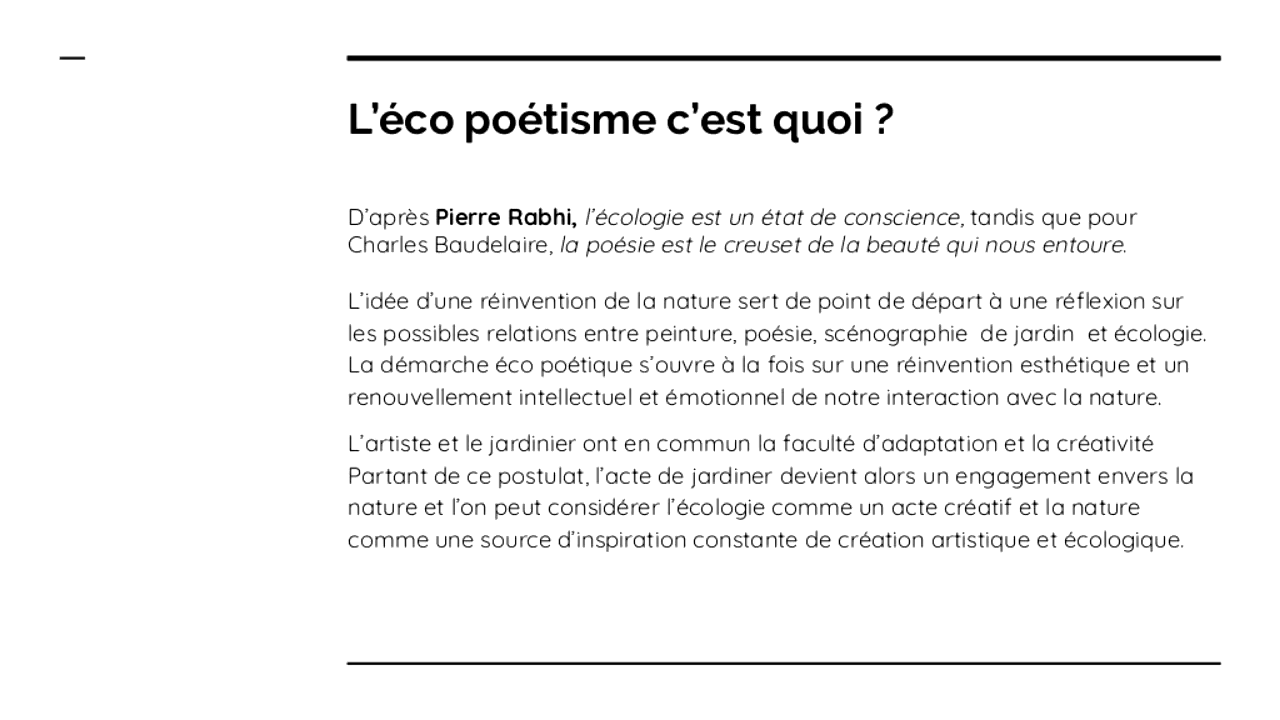 L’éco poétisme c’est quoi ?
D’après Pierre Rabhi, l’écologie est un état de conscience, tandis que pour
Charles Baudelaire, la poésie est le creuset de la beauté qui nous entoure.
L’idée d’une réinvention de la nature sert de point de départ à une réflexion sur
les possibles relations entre peinture, poésie, scénographie  de jardin  et écologie.
La démarche éco poétique s’ouvre à la fois sur une réinvention esthétique et un
renouvellement intellectuel et émotionnel de notre interaction avec la nature.
L’artiste et le jardinier ont en commun la faculté d’adaptation et la créativité
Partant de ce postulat, l’acte de jardiner devient alors un engagement envers la
nature et l’on peut considérer l’écologie comme un acte créatif et la nature
comme une source d’inspiration constante de création artistique et écologique.